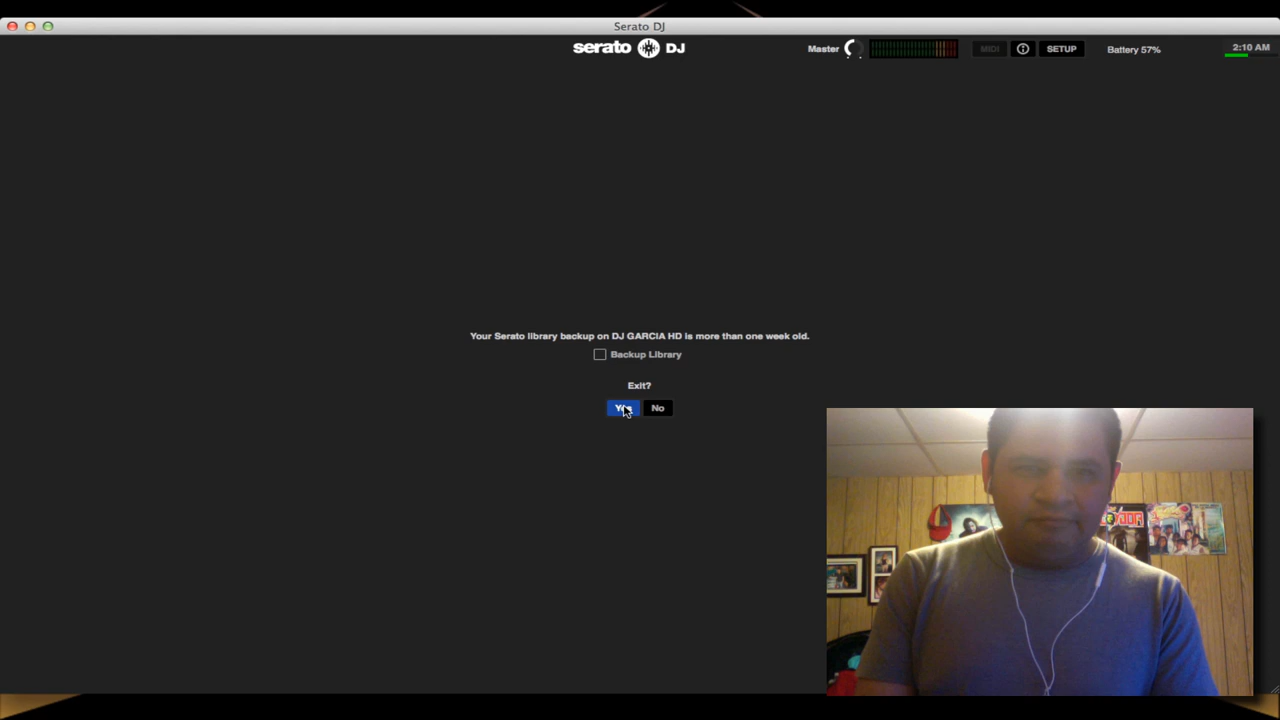 Serato DJ
serato DJ
Master
MIDI
SETUP
Battery 57%
2:10 AM
Your Serato library backup on DJ GARCIA HD is more than one week old.
Backup Library
Exit?
Yes No